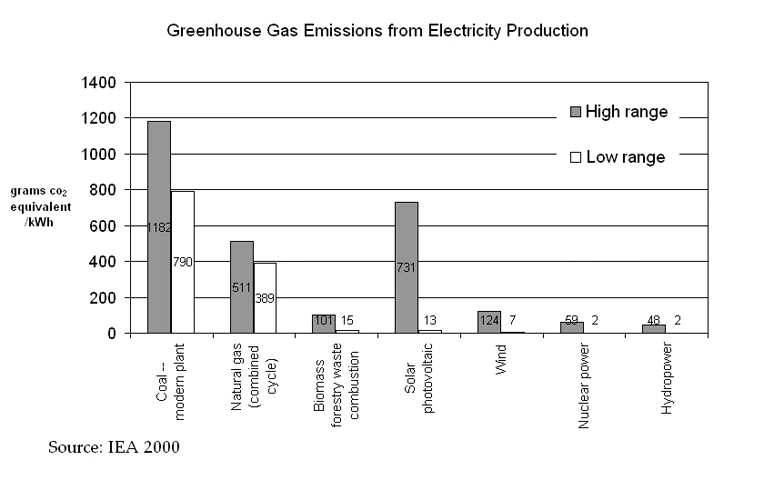 Greenhouse Gas Emissions from Electricity Production
1400
1200
1000
800
600
400
200
0
grams co₂
equivalent
/kWh
High range
Low range
1182
790
511
389
101
15
731
13
124
7
59
2
48
2
Coal --
modern plant
Natural gas
(combined
cycle)
Biomass
forestry waste
combustion
Solar
photovoltaic
Wind
Nuclear power
Hydropower
Source: IEA 2000